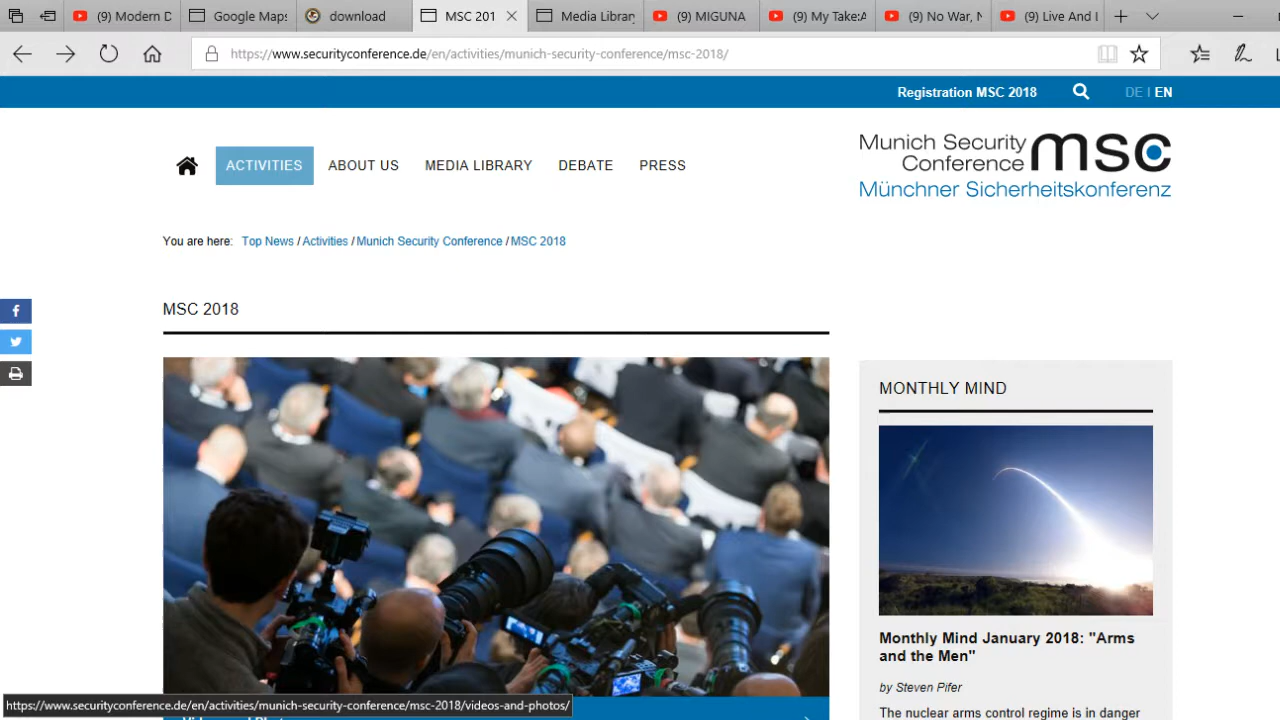 (9) Modern D
Google Maps
download
MSC 201
Media Library
(9) MIGUNA
(9) My Take:A
(9) No War, N
(9) Live And L
https://www.securityconference.de/en/activities/munich-security-conference/msc-2018/
Registration MSC 2018
DE | EN
ACTIVITIES
ABOUT US
MEDIA LIBRARY
DEBATE
PRESS
Munich Security
Conference
msc
Münchner Sicherheitskonferenz
You are here: Top News / Activities / Munich Security Conference / MSC 2018
MSC 2018
MONTHLY MIND
Monthly Mind January 2018: "Arms
and the Men"
by Steven Pifer
The nuclear arms control regime is in danger
https://www.securityconference.de/en/activities/munich-security-conference/msc-2018/videos-and-photos/